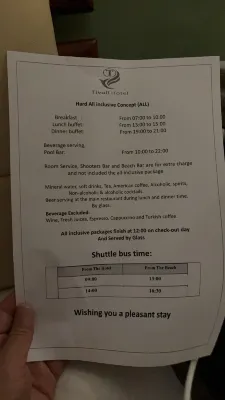 Hard All Inclusive Concept (ALL)
Breakfast: From 07:00 to 10:00
Lunch Buffet: From 13:00 to 15:00
Dinner Buffet: From 19:00 to 21:00
Beverage serving,
Pool Bar: From 10:00 to 22:00
Room Service, Shooters Bar and Beach Bar are for extra charge
and not included the all inclusive package.
Mineral water, soft drinks, Tea, American coffee, Alcoholic, spirits,
Non-alcoholic & alcoholic cocktails.
Beer serving at the main restaurant during lunch and dinner time,
By glass.
Beverage Excluded:
Wine, Fresh Juices, Espresso, Cappuccino and Turkish coffee
All inclusive packages finish at 12:00 on check-out day
And Served by Glass
Shuttle bus time:
From The Hotel From The Beach
09:00 13:00
14:00 16:30
Wishing you a pleasant stay